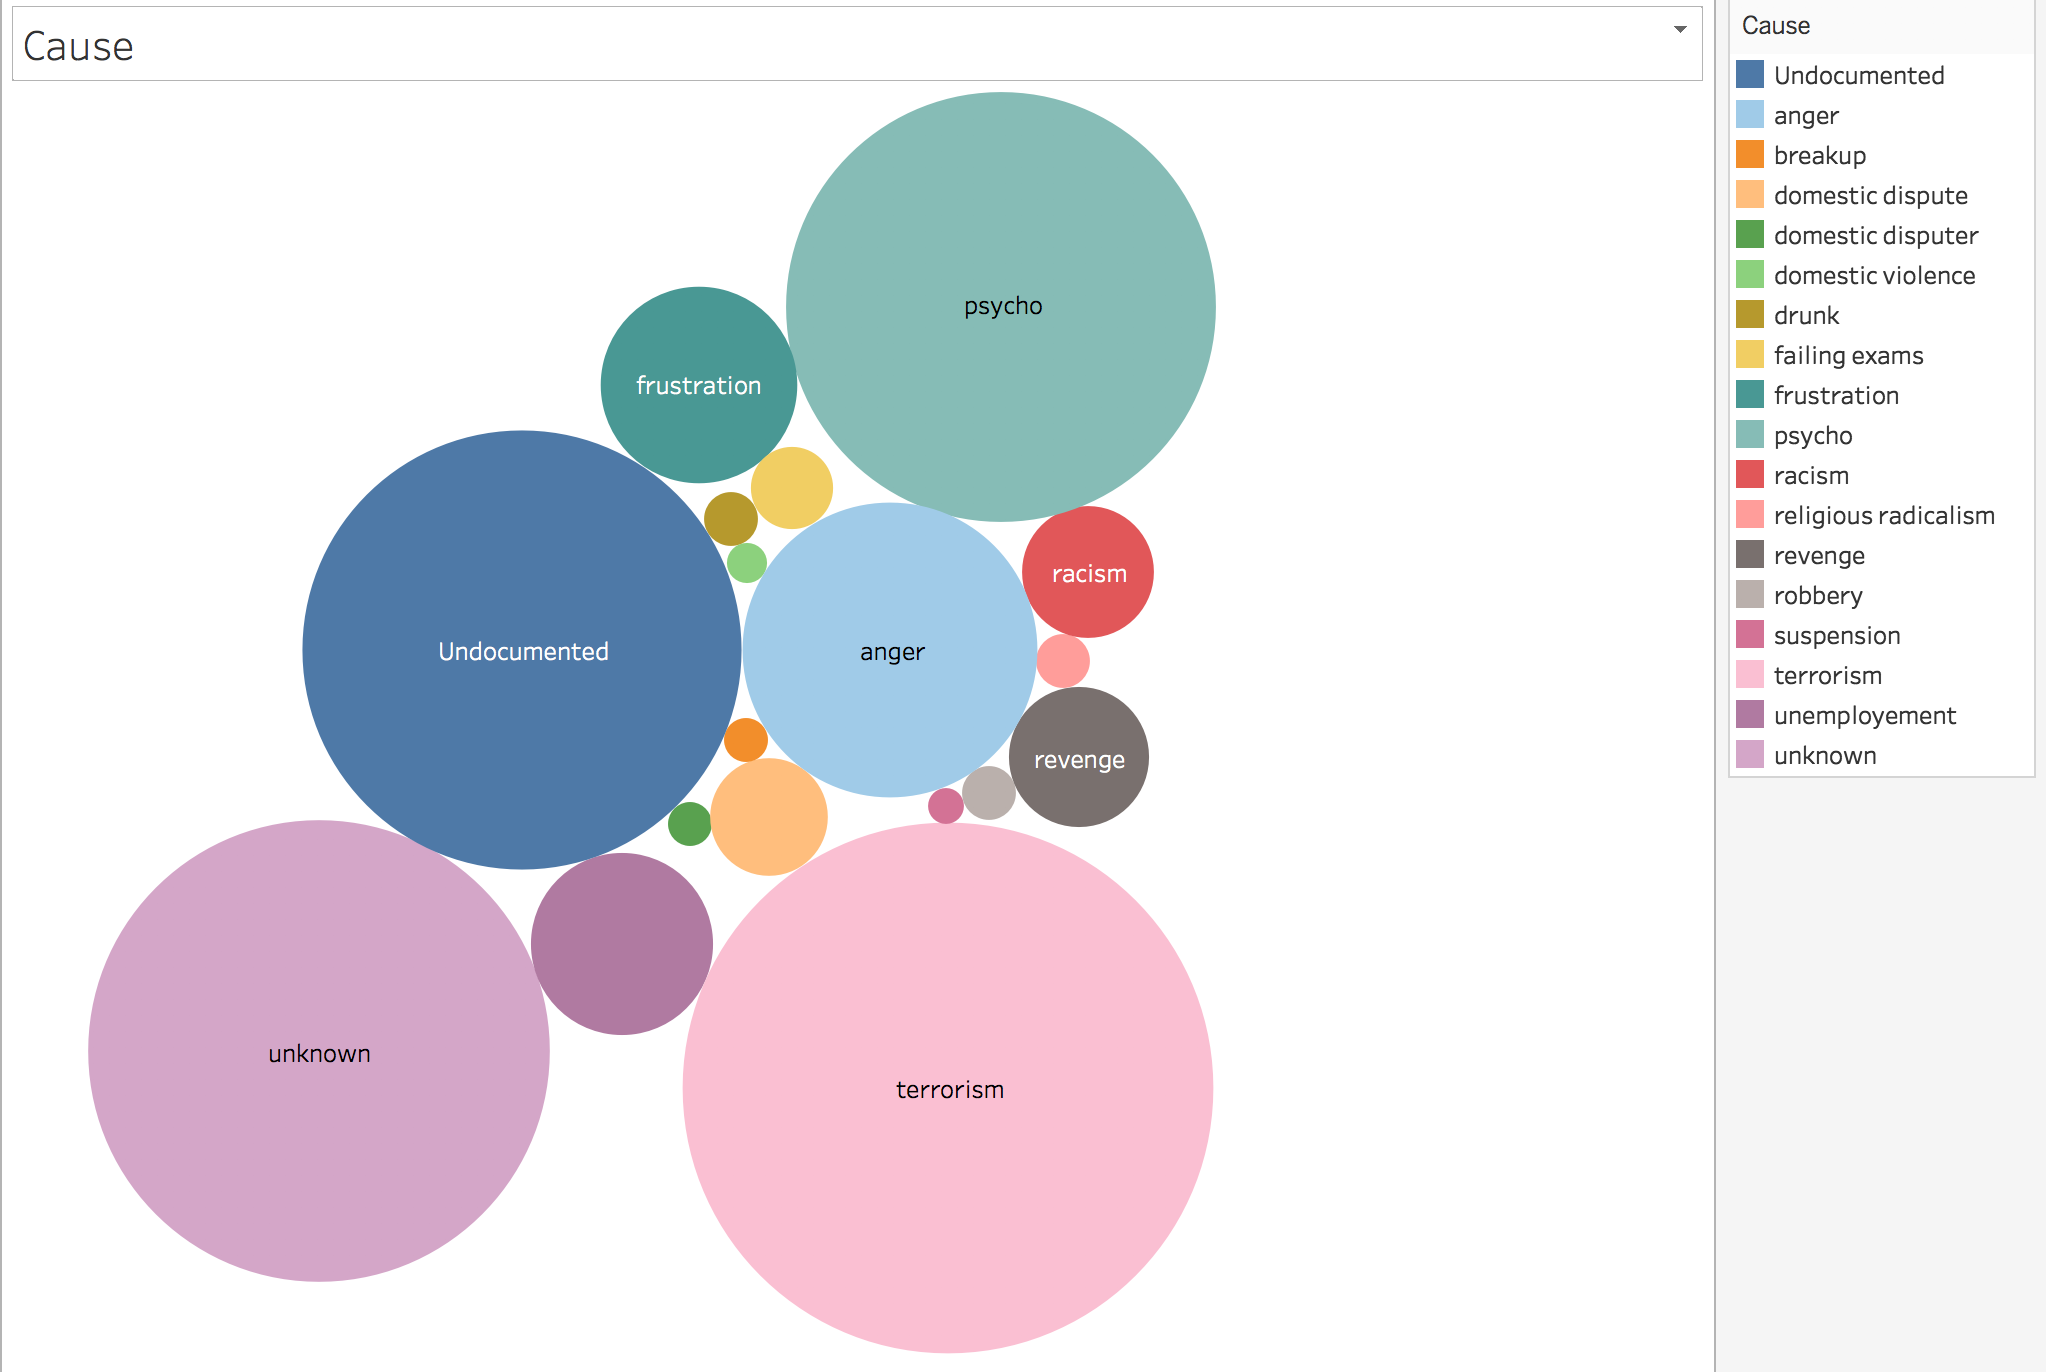 Cause
psycho
frustration
racism
Undocumented
anger
revenge
unknown
terrorism
Cause
Undocumented
anger
breakup
domestic dispute
domestic disputer
domestic violence
drunk
failing exams
frustration
psycho
racism
religious radicalism
revenge
robbery
suspension
terrorism
unemployement
unknown